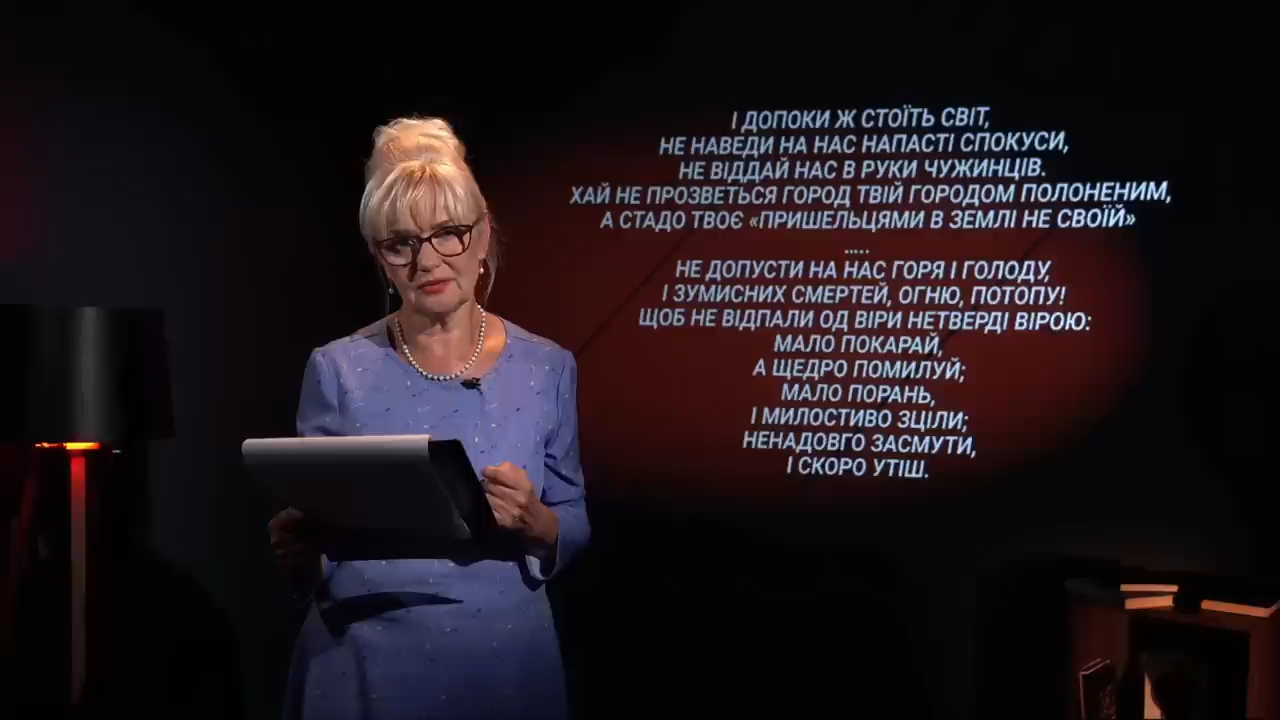 І ДОПОКИ Ж СТОЇТЬ СВІТ,
НЕ НАВЕДИ НА НАС НАПАСТІ СПОКУСИ,
НЕ ВІДДАЙ НАС В РУКИ ЧУЖИНЦІВ.
ХАЙ НЕ ПРОЗВЕТЬСЯ ГОРОД ТВІЙ ГОРОДОМ ПОЛОНЕНИМ,
А СТАДО ТВОЄ «ПРИШЕЛЬЦЯМИ В ЗЕМЛІ НЕ СВОЇЙ»
.....
НЕ ДОПУСТИ НА НАС ГОРЯ І ГОЛОДУ,
І ЗУМИСНИХ СМЕРТЕЙ, ОГНЮ, ПОТОПУ!
ЩОБ НЕ ВІДПАЛИ ОД ВІРИ НЕТВЕРДІ ВІРОЮ:
МАЛО ПОКАРАЙ,
А ЩЕДРО ПОМИЛУЙ;
МАЛО ПОРАНЬ,
І МИЛОСТИВО ЗЦІЛИ;
НЕНАДОВГО ЗАСМУТИ,
І СКОРО УТІШ.